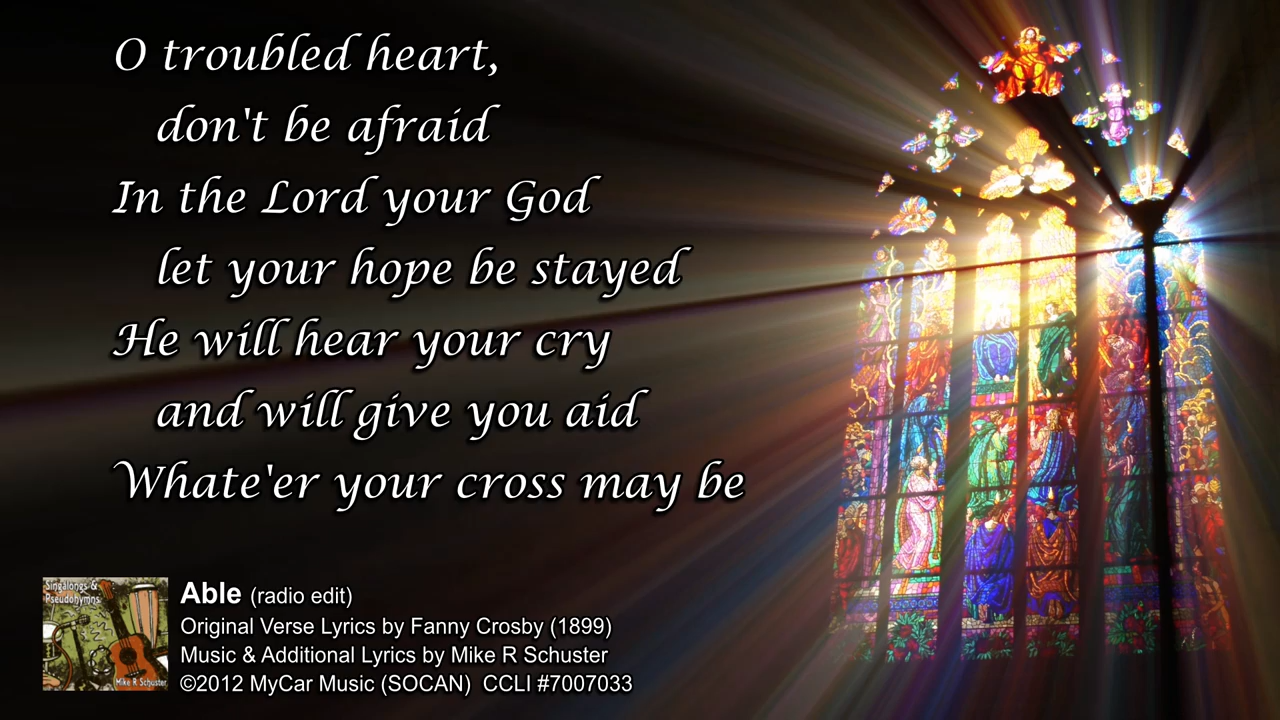 O troubled heart,
don't be afraid
In the Lord your God
let your hope be stayed
He will hear your cry
and will give you aid
Whate'er your cross may be
Singalongs &
Pseudohymns
Mike R Schuster
Able (radio edit)
Original Verse Lyrics by Fanny Crosby (1899)
Music & Additional Lyrics by Mike R Schuster
©2012 MyCar Music (SOCAN)  CCLI #7007033